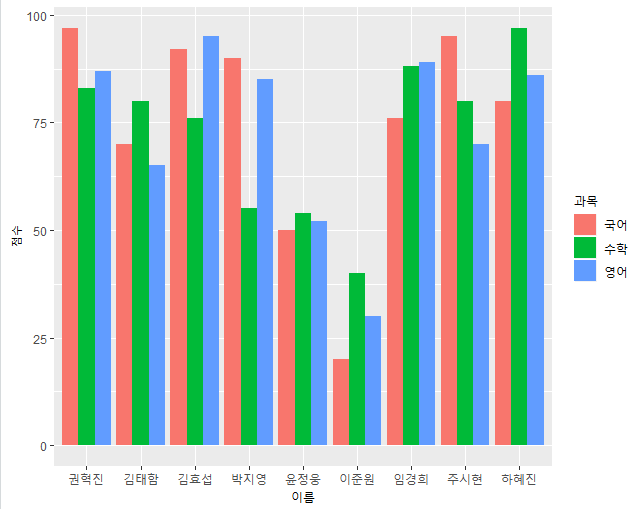 100
75
50
25
0
점수
권혁진 김태함 김효섭 박지영 윤정웅 이준원 임경희 주시현 하혜진
이름
과목
국어
수학
영어